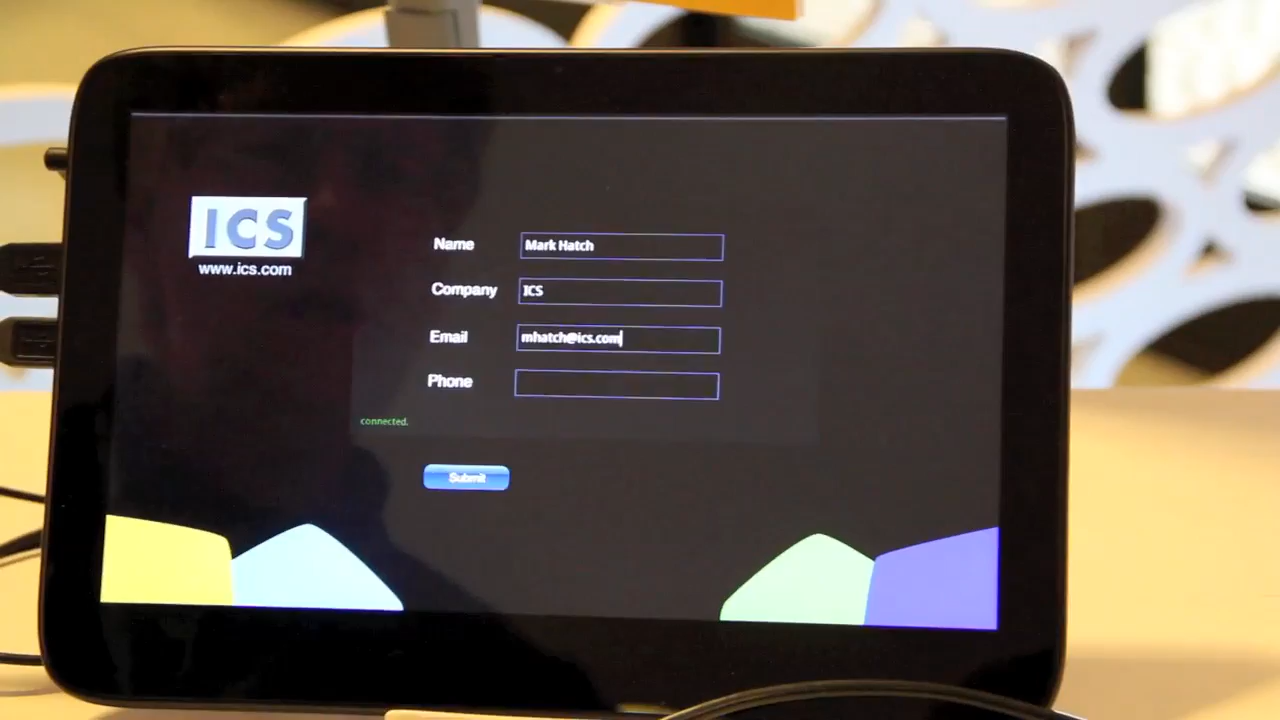 ICS
www.ics.com
Name Mark Hatch
Company ICS
Email mhatch@ics.com
Phone
connected.
Submit